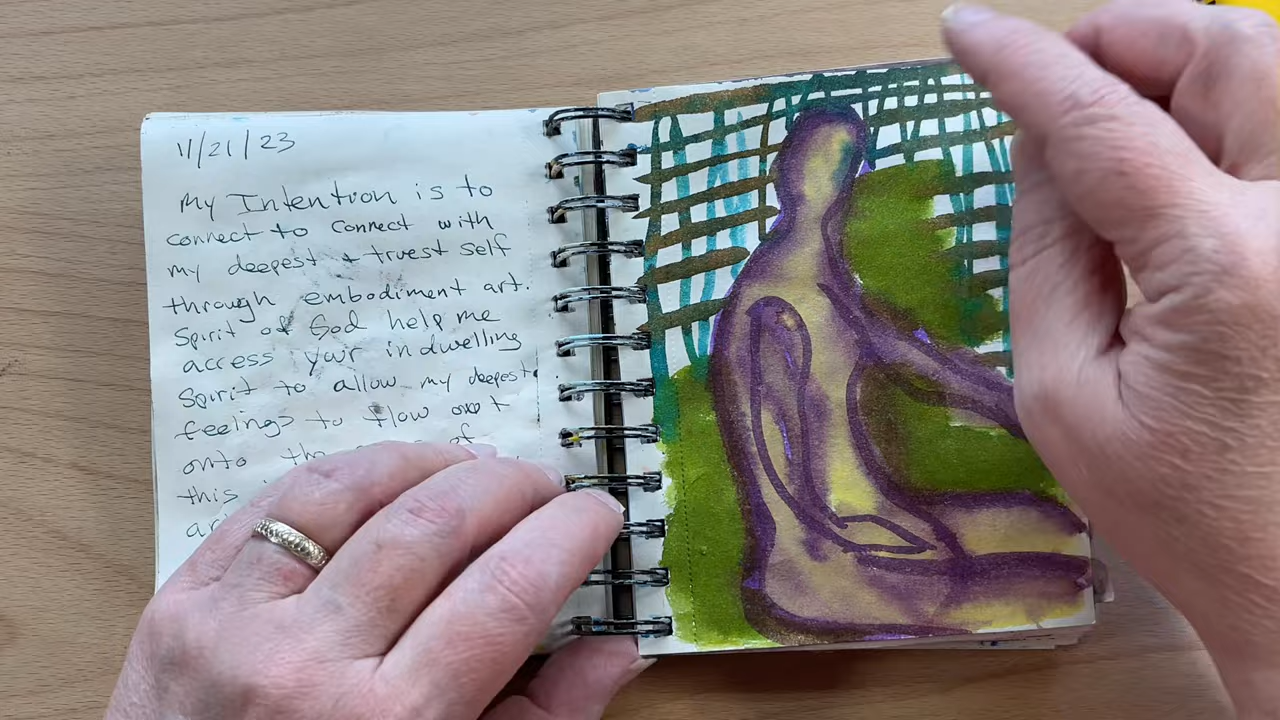 11/21/23
My Intention is to
connect to connect with
my deepest & truest self
through embodiment art.
Spirit of God help me
access your indwelling
Spirit to allow my deepest
feelings to flow out
onto the of
this